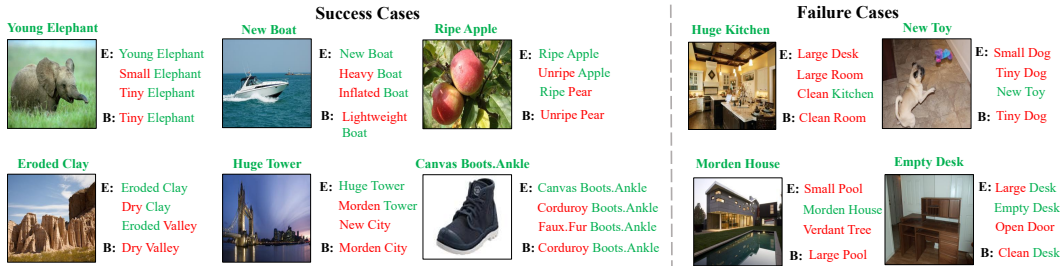 Success Cases
Failure Cases
Young Elephant
E: Young Elephant
Small Elephant
Tiny Elephant
B: Tiny Elephant
New Boat
E: New Boat
Heavy Boat
Inflated Boat
B: Lightweight
Boat
Ripe Apple
E: Ripe Apple
Unripe Apple
Ripe Pear
B: Unripe Pear
Huge Kitchen
E: Large Desk
Large Room
Clean Kitchen
B: Clean Room
New Toy
E: Small Dog
Tiny Dog
New Toy
B: Tiny Dog
Eroded Clay
E: Eroded Clay
Dry Clay
Eroded Valley
B: Dry Valley
Huge Tower
E: Huge Tower
Morden Tower
New City
B: Morden City
Canvas Boots.Ankle
E: Canvas Boots.Ankle
Corduroy Boots.Ankle
Faux.Fur Boots.Ankle
B: Corduroy Boots.Ankle
Morden House
E: Small Pool
Morden House
Verdant Tree
B: Large Pool
Empty Desk
E: Large Desk
Empty Desk
Open Door
B: Clean Desk